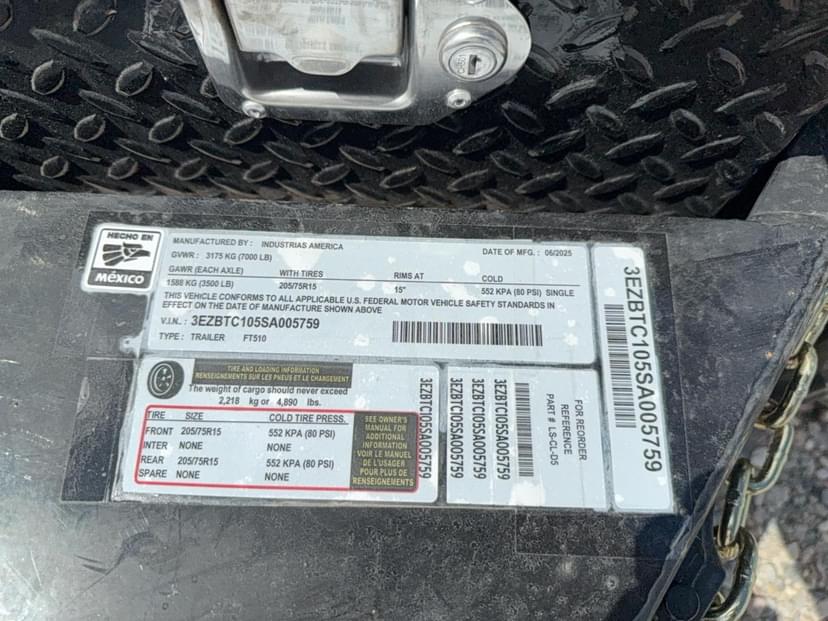 HECHO EN
MÉXICO
MANUFACTURED BY : INDUSTRIAS AMERICA
DATE OF MFG. : 06/2025
GVWR : 3175 KG (7000 LB)
GAWR (EACH AXLE) WITH TIRES RIMS AT COLD
1588 KG (3500 LB) 205/75R15 15" 552 KPA (80 PSI) SINGLE
THIS VEHICLE CONFORMS TO ALL APPLICABLE U.S. FEDERAL MOTOR VEHICLE SAFETY STANDARDS IN
EFFECT ON THE DATE OF MANUFACTURE SHOWN ABOVE
V.I.N.. : 3EZBTC105SA005759
TYPE : TRAILER FT510
3EZBTC105SA005759
TIRE AND LOADING INFORMATION
RENSEIGNEMENTS SUR LES PNEUS ET LE CHARGEMENT
The weight of cargo should never exceed
2,218 kg or 4,890 lbs.
TIRE SIZE COLD TIRE PRESS.
FRONT 205/75R15 552 KPA (80 PSI)
INTER NONE NONE
REAR 205/75R15 552 KPA (80 PSI)
SPARE NONE NONE
SEE OWNER'S
MANUAL FOR
ADDITIONAL
INFORMATION
VOIR LE MANUEL
DE L'USAGER
POUR PLUS DE
RENSEIGNEMENTS
3EZBTC105SA005759
3EZBTC105SA005759
3EZBTC105SA005759
3EZBTC105SA005759
FOR REORDER
REFERENCE
PART # LS-CL-D5